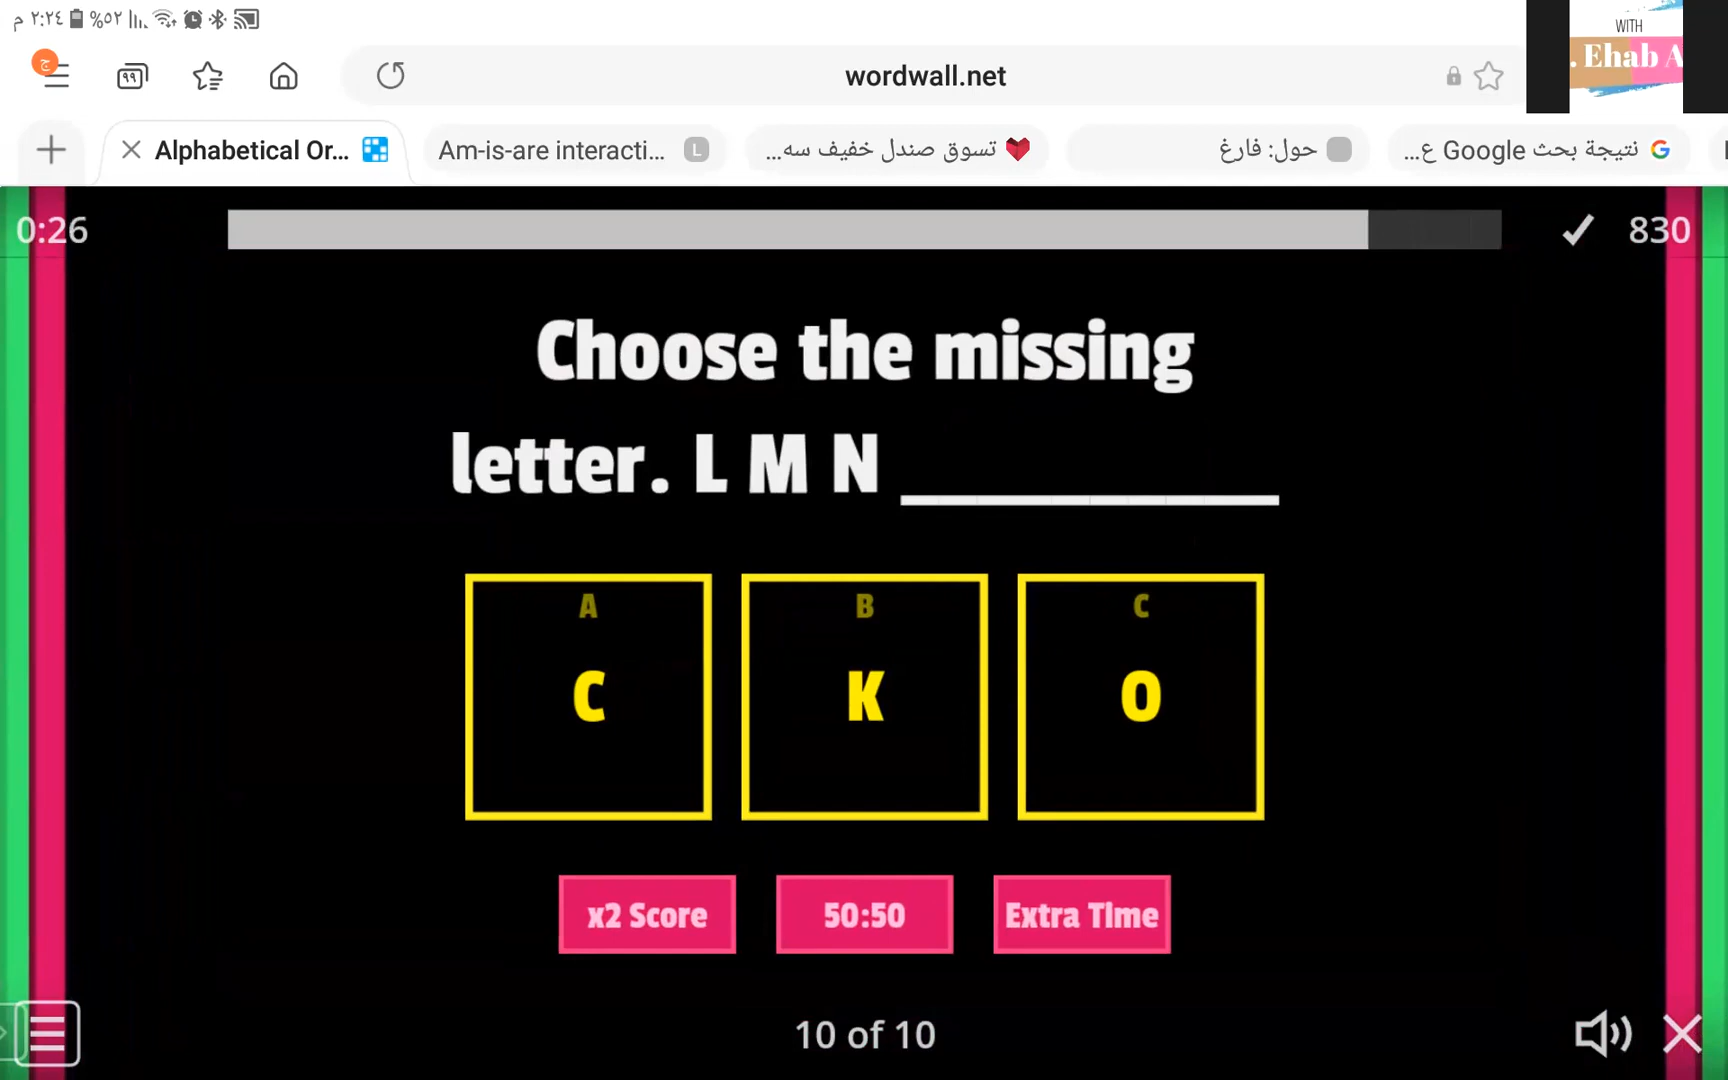 م ٢:٢٤ %٥٢
WITH
. Ehab A
ج
٩٩
wordwall.net
Alphabetical Or...
Am-is-are interacti...
L
تسوق صندل خفيف سه...
حول: فارغ
نتيجة بحث Google ع...
0:26
830
Choose the missing
letter. L M N __________
A
B
C
C
K
O
x2 Score
50:50
Extra Time
10 of 10